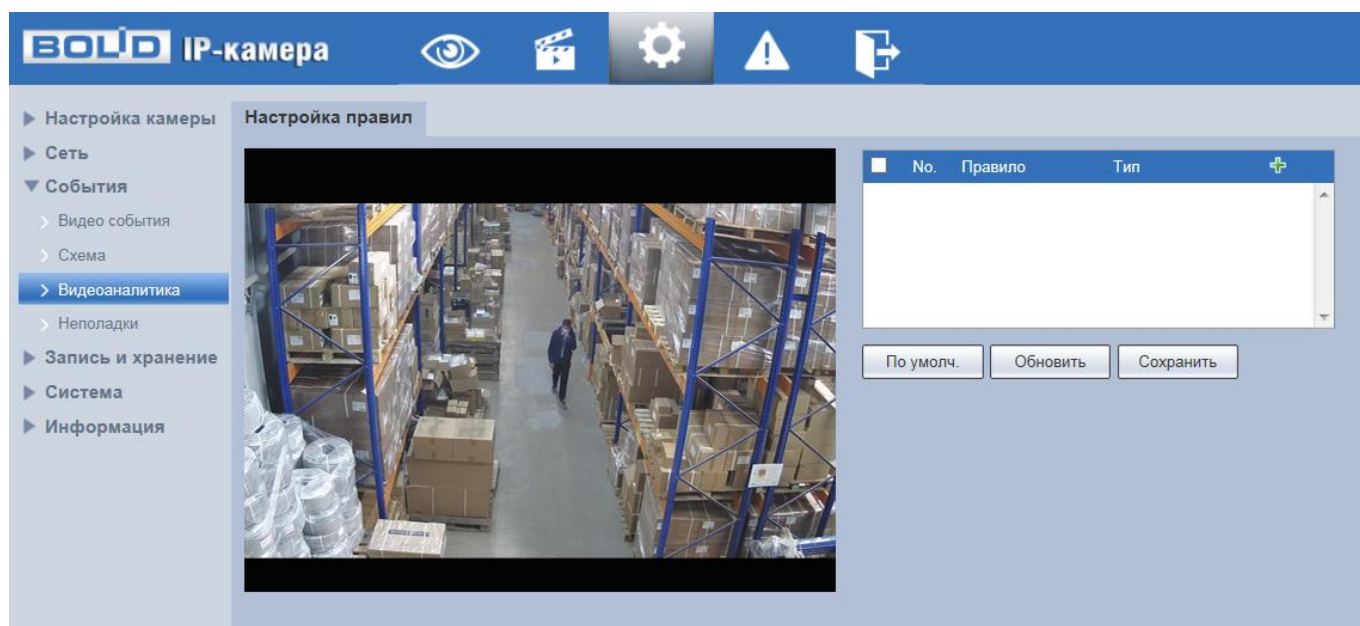 BOLID IP-камера
Настройка камеры
Сеть
События
Видео события
Схема
Видеоаналитика
Неполадки
Запись и хранение
Система
Информация
Настройка правил
No. Правило Тип
По умолч. Обновить Сохранить